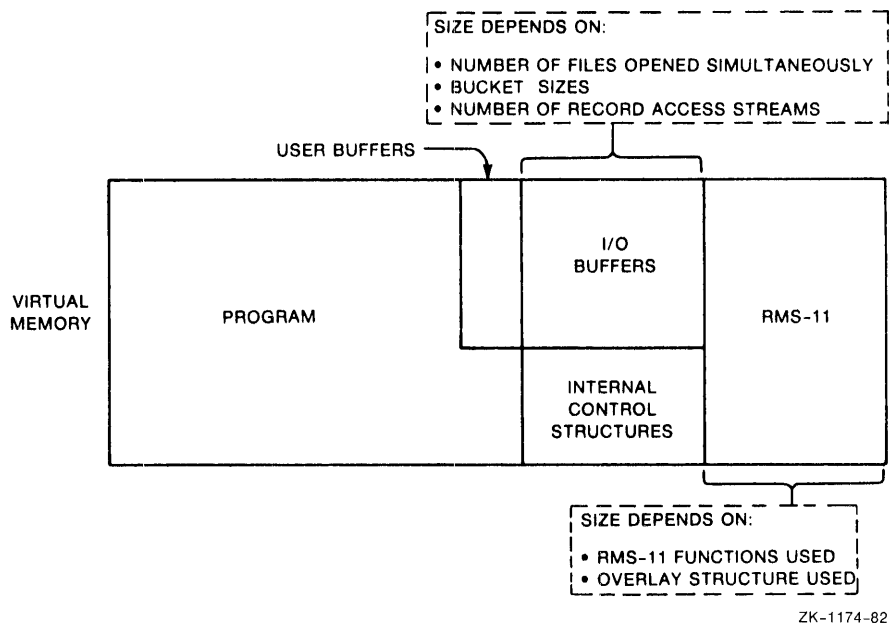 SIZE DEPENDS ON:
• NUMBER OF FILES OPENED SIMULTANEOUSLY
• BUCKET SIZES
• NUMBER OF RECORD ACCESS STREAMS
USER BUFFERS
I/O
BUFFERS
VIRTUAL
MEMORY
PROGRAM
RMS-11
INTERNAL
CONTROL
STRUCTURES
SIZE DEPENDS ON:
• RMS-11 FUNCTIONS USED
• OVERLAY STRUCTURE USED
ZK-1174-82